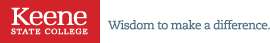 Keene
STATE COLLEGE
Wisdom to make a difference.